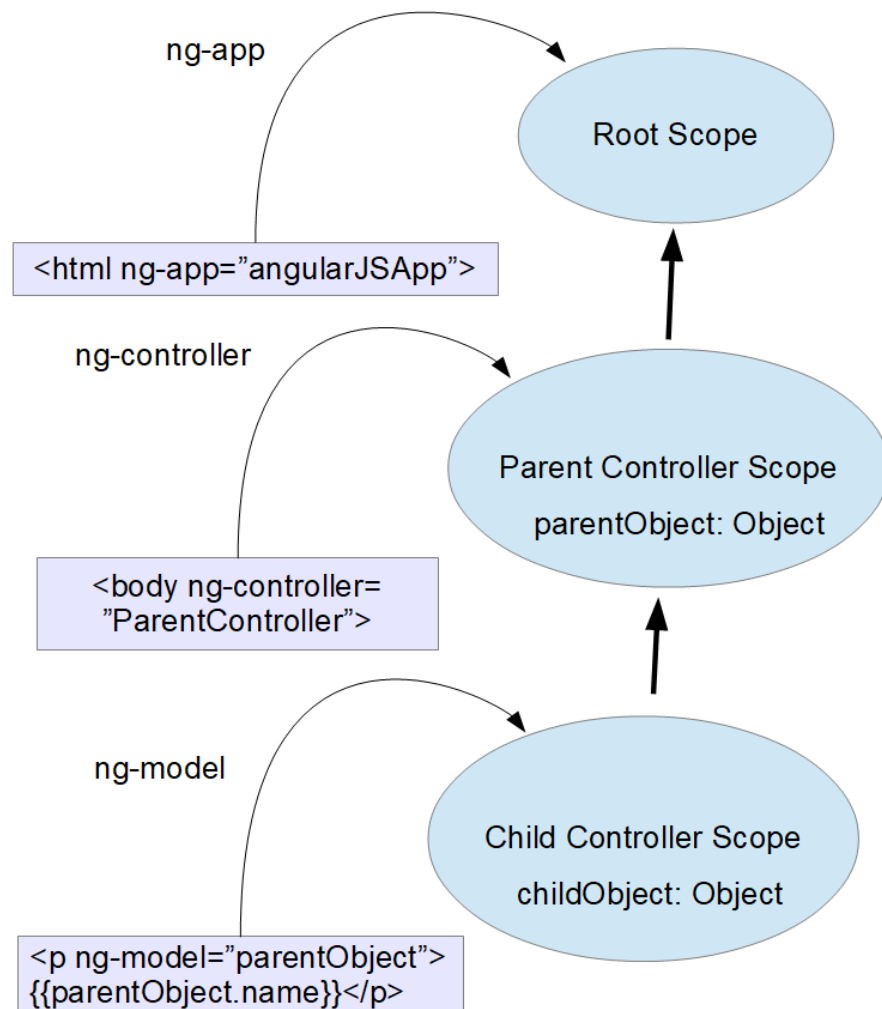 ng-app
Root Scope
<html ng-app=”angularJSApp”>
ng-controller
Parent Controller Scope
parentObject: Object
<body ng-controller=
”ParentController”>
ng-model
Child Controller Scope
childObject: Object
<p ng-model=”parentObject”>
{{parentObject.name}}</p>